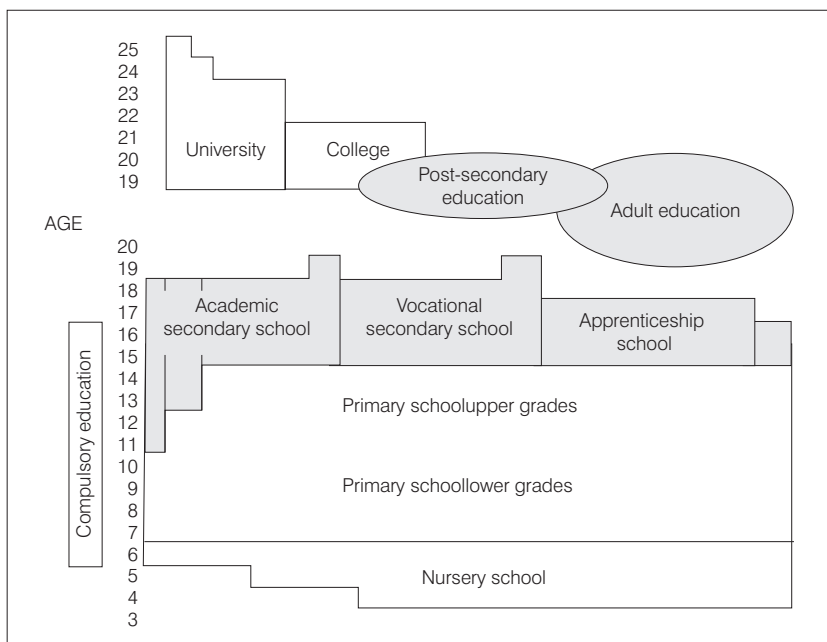 25
24
23
22
21
20
19
University
College
Post-secondary
education
Adult education
AGE
20
19
18
17
16
15
14
13
12
11
10
9
8
7
6
5
4
3
Compulsory education
Academic
secondary school
Vocational
secondary school
Apprenticeship
school
Primary schoolupper grades
Primary schoollower grades
Nursery school